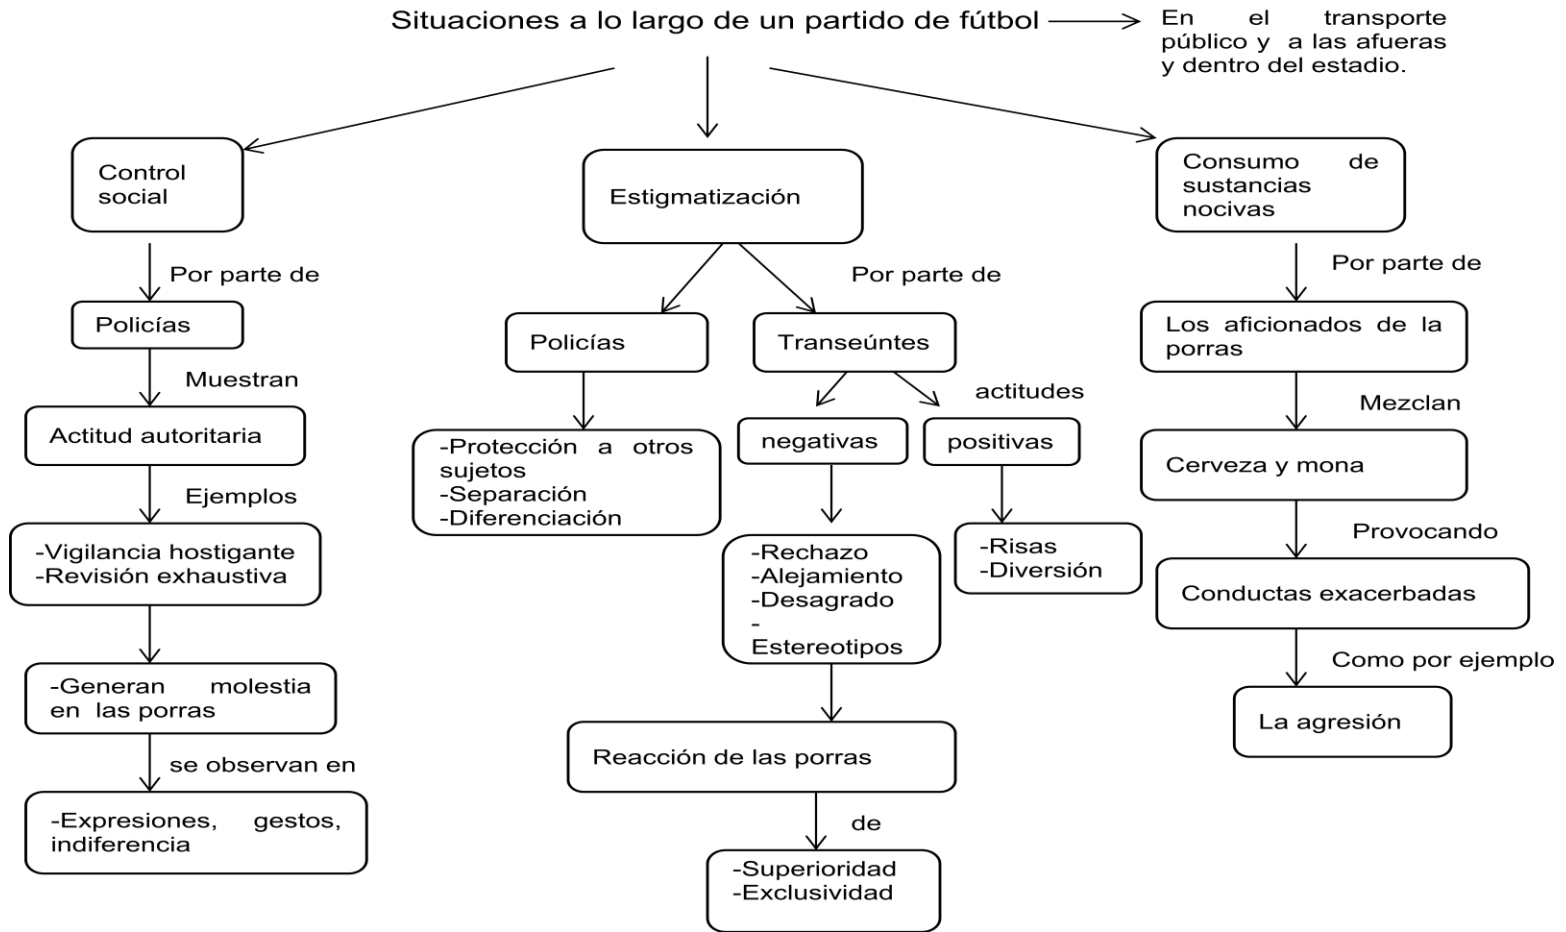 Situaciones a lo largo de un partido de fútbol
En el transporte
público y a las afueras
y dentro del estadio.
Control
social
Por parte de
Policías
Muestran
Actitud autoritaria
Ejemplos
-Vigilancia hostigante
-Revisión exhaustiva
-Generan molestia
en las porras
se observan en
-Expresiones, gestos,
indiferencia
Estigmatización
Por parte de
Policías
-Protección a otros
sujetos
-Separación
-Diferenciación
Transeúntes
actitudes
negativas
positivas
-Rechazo
-Alejamiento
-Desagrado
-
Estereotipos
-Risas
-Diversión
Reacción de las porras
de
-Superioridad
-Exclusividad
Consumo de
sustancias
nocivas
Por parte de
Los aficionados de la
porras
Mezclan
Cerveza y mona
Provocando
Conductas exacerbadas
Como por ejemplo
La agresión